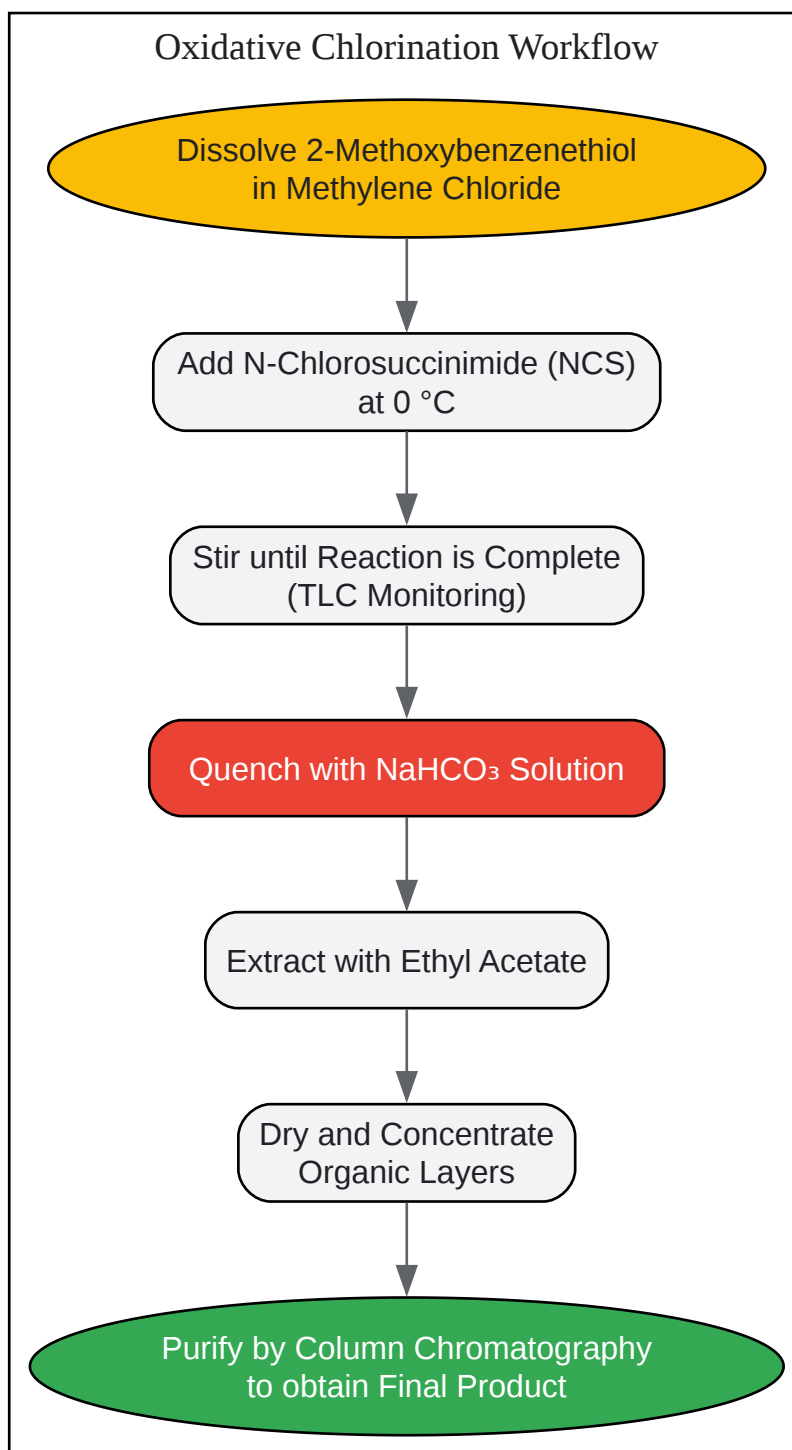 Oxidative Chlorination Workflow
Dissolve 2-Methoxybenzenethiol
in Methylene Chloride
Add N-Chlorosuccinimide (NCS)
at 0 °C
Stir until Reaction is Complete
(TLC Monitoring)
Quench with NaHCO₃ Solution
Extract with Ethyl Acetate
Dry and Concentrate
Organic Layers
Purify by Column Chromatography
to obtain Final Product